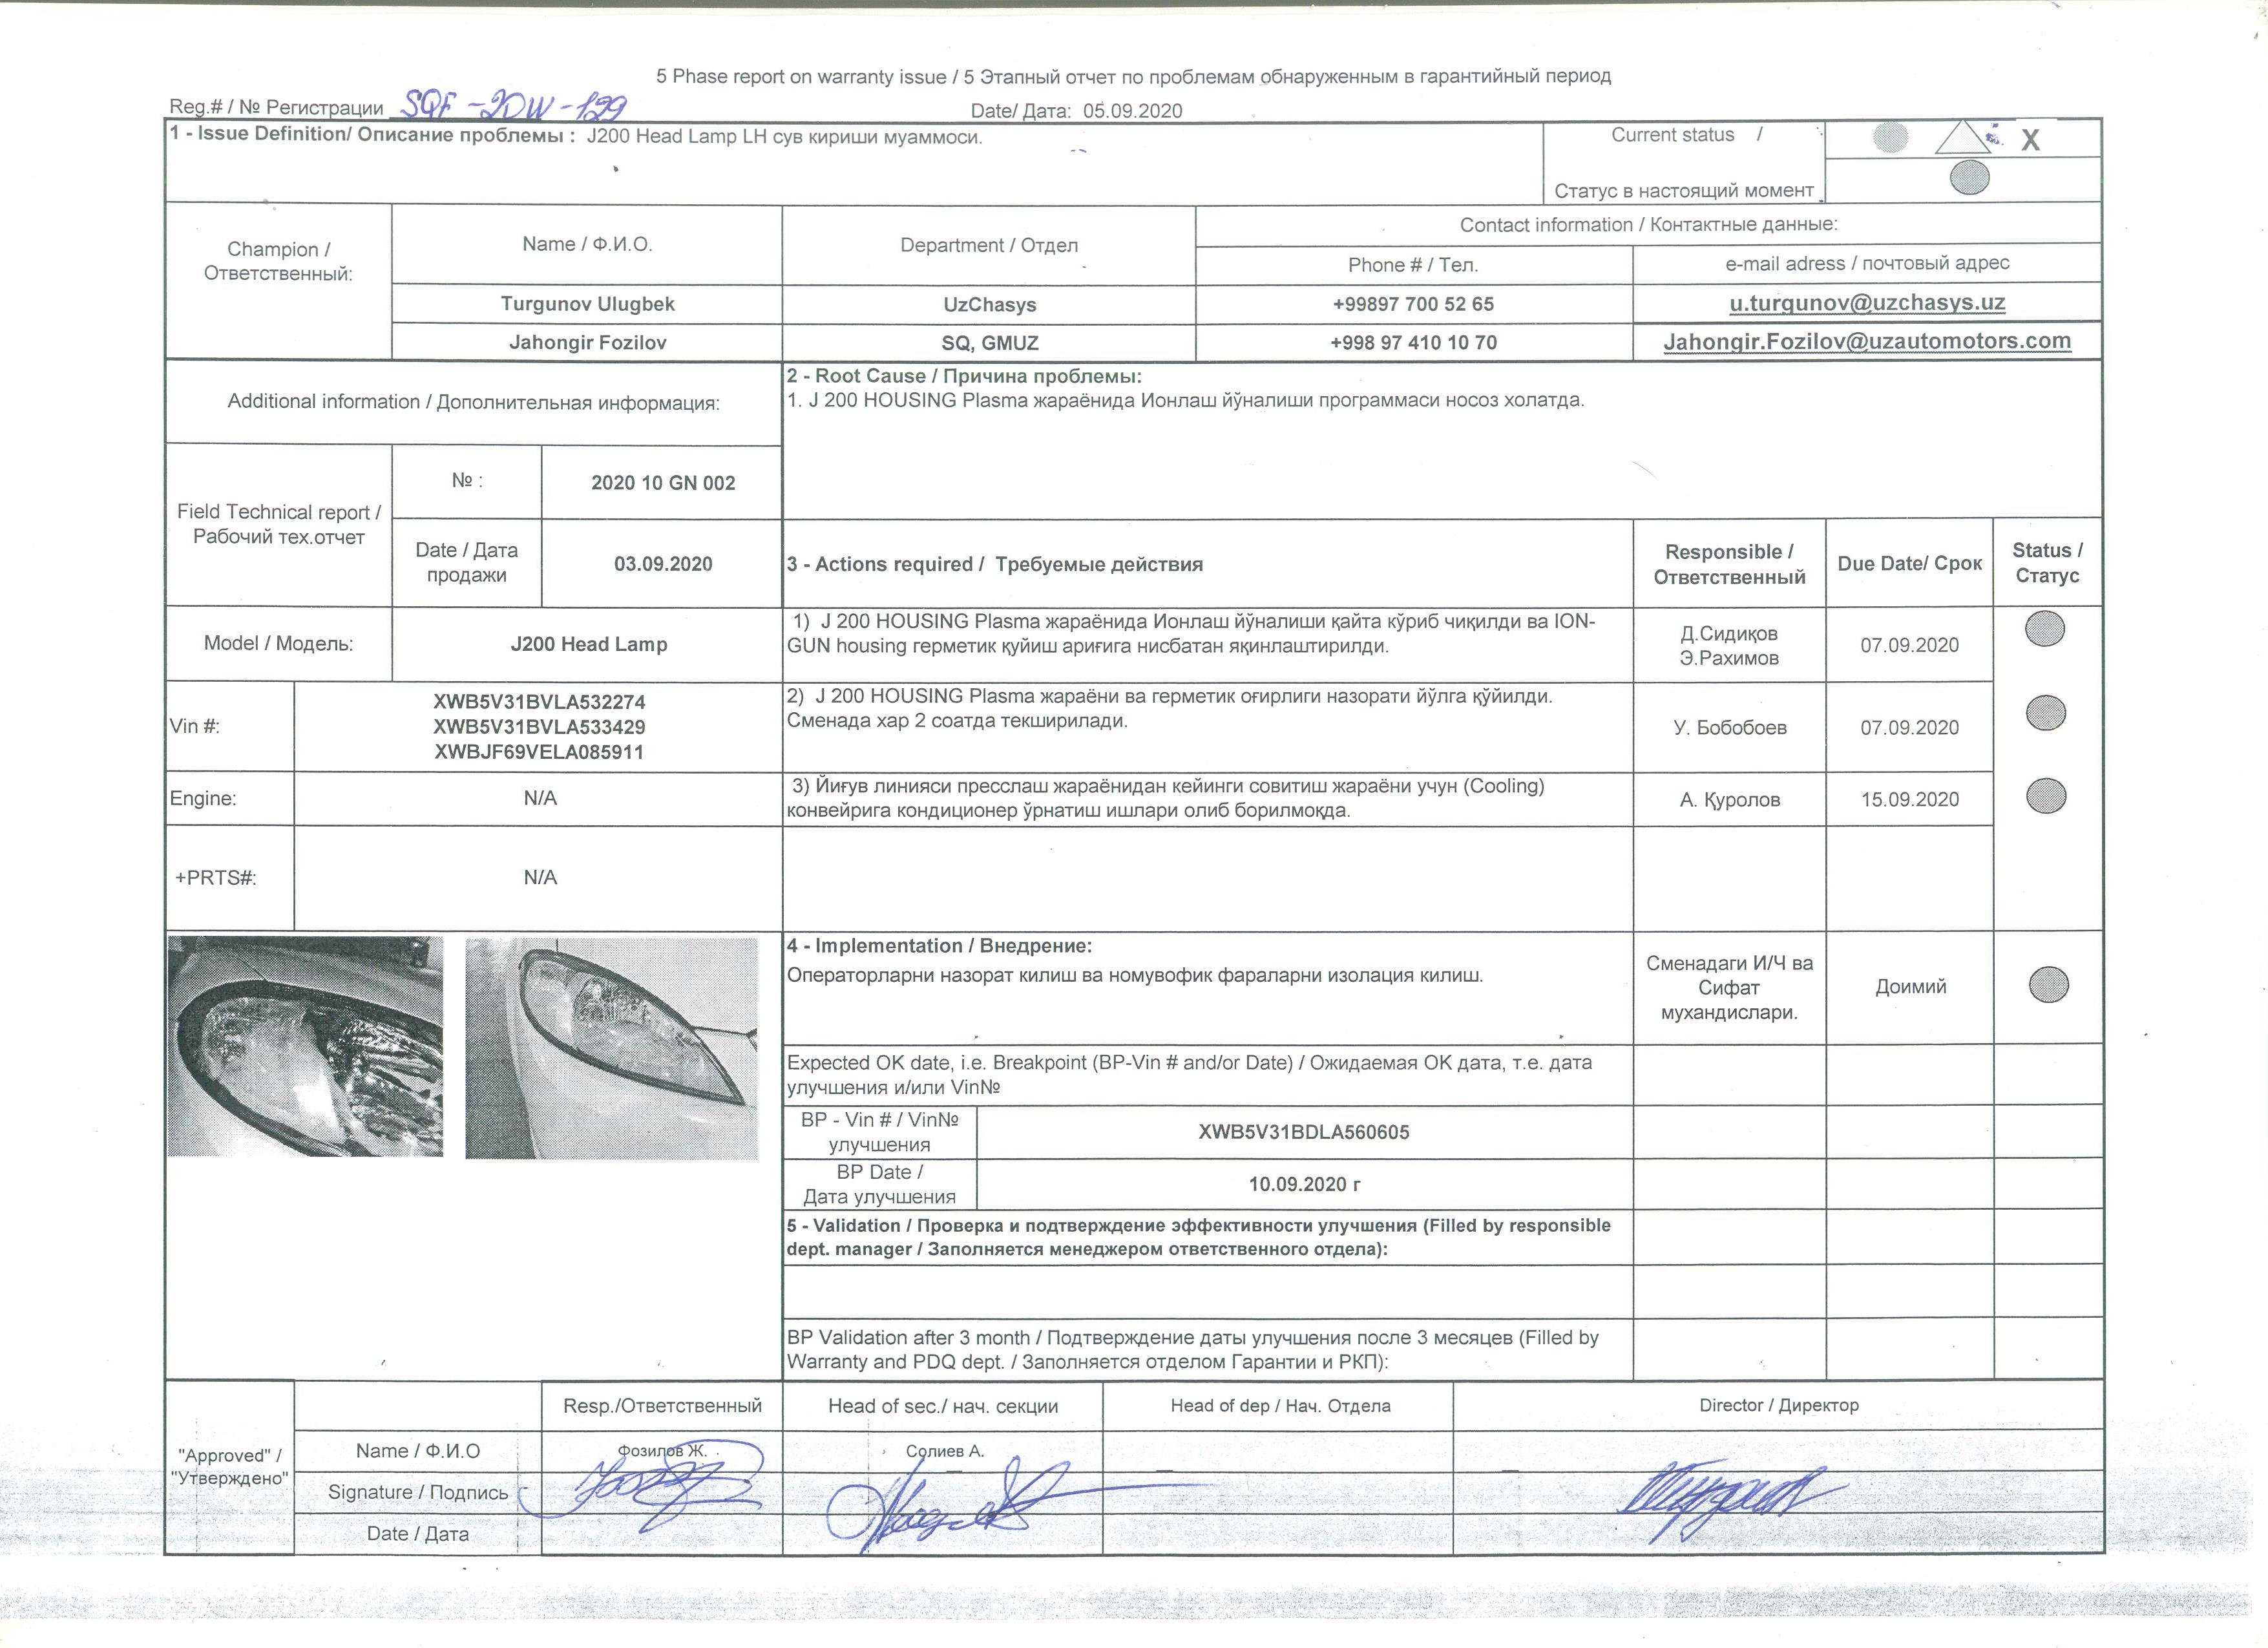 5 Phase report on warranty issue / 5 Этапный отчет по проблемам обнаруженным в гарантийный период
Reg.# / № Регистрации SQF-20W-129
Date/ Дата: 05.09.2020
1 - Issue Definition/ Описание проблемы : J200 Head Lamp LH сув кириши муаммоси.
Current status /
Статус в настоящий момент
X
Champion /
Ответственный:
Name / Ф.И.О.
Department / Отдел
Contact information / Контактные данные:
Phone # / Тел.
e-mail adress / почтовый адрес
Turgunov Ulugbek
UzChasys
+99897 700 52 65
u.turgunov@uzchasys.uz
Jahongir Fozilov
SQ, GMUZ
+998 97 410 10 70
Jahongir.Fozilov@uzautomotors.com
Additional information / Дополнительная информация:
2 - Root Cause / Причина проблемы:
1. J 200 HOUSING Plasma жараёнида Ионлаш йўналиши программаси носоз холатда.
Field Technical report /
Рабочий тех.отчет
№ :
2020 10 GN 002
Date / Дата
продажи
03.09.2020
3 - Actions required / Требуемые действия
Responsible /
Ответственный
Due Date/ Срок
Status /
Статус
Model / Модель:
J200 Head Lamp
1) J 200 HOUSING Plasma жараёнида Ионлаш йўналиши қайта кўриб чиқилди ва ION-
GUN housing герметик қуйиш ариғига нисбатан яқинлаштирилди.
Д.Сидиқов
Э.Рахимов
07.09.2020
Vin #:
XWB5V31BVLA532274
XWB5V31BVLA533429
XWBJF69VELA085911
2) J 200 HOUSING Plasma жараёни ва герметик оғирлиги назорати йўлга қўйилди.
Сменада хар 2 соатда текширилади.
У. Бобобоев
07.09.2020
Engine:
N/A
3) Йиғув линияси пресслаш жараёнидан кейинги совитиш жараёни учун (Cooling)
конвейрига кондиционер ўрнатиш ишлари олиб борилмоқда.
А. Қуролов
15.09.2020
+PRTS#:
N/A
4 - Implementation / Внедрение:
Операторларни назорат килиш ва номувофик фараларни изолация килиш.
Сменадаги И/Ч ва
Сифат
мухандислари.
Доимий
Expected OK date, i.e. Breakpoint (BP-Vin # and/or Date) / Ожидаемая ОК дата, т.е. дата
улучшения и/или Vin№
BP - Vin # / Vin№
улучшения
XWB5V31BDLA560605
BP Date /
Дата улучшения
10.09.2020 г
5 - Validation / Проверка и подтверждение эффективности улучшения (Filled by responsible
dept. manager / Заполняется менеджером ответственного отдела):
BP Validation after 3 month / Подтверждение даты улучшения после 3 месяцев (Filled by
Warranty and PDQ dept. / Заполняется отделом Гарантии и РКП):
"Approved" /
"Утверждено"
Resp./Ответственный
Head of sec./ нач. секции
Head of dep / Нач. Отдела
Director / Директор
Name / Ф.И.О
Фозилов Ж.
Солиев А.
Signature / Подпись
Date / Дата